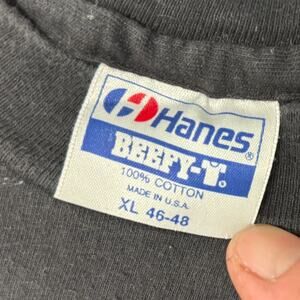 Hanes®
BEEFY-T®
100% COTTON
MADE IN U.S.A.
XL 46-48